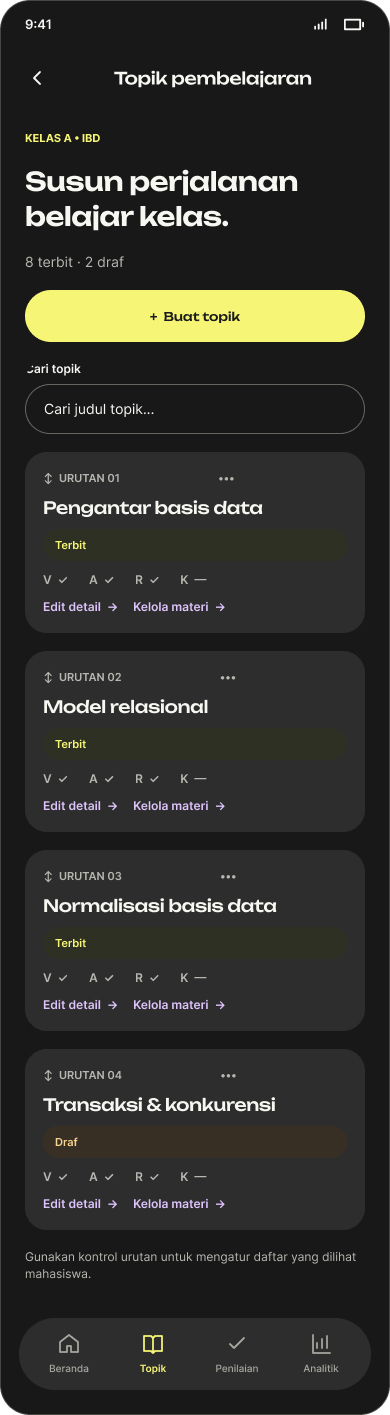 9:41
Topik pembelajaran
KELAS A • IBD
Susun perjalanan
belajar kelas.
8 terbit · 2 draf
+ Buat topik
Cari topik
Cari judul topik...
↕ URUTAN 01 •••
Pengantar basis data
Terbit
V ✓ A ✓ R ✓ K —
Edit detail → Kelola materi →
↕ URUTAN 02 •••
Model relasional
Terbit
V ✓ A ✓ R ✓ K —
Edit detail → Kelola materi →
↕ URUTAN 03 •••
Normalisasi basis data
Terbit
V ✓ A ✓ R ✓ K —
Edit detail → Kelola materi →
↕ URUTAN 04 •••
Transaksi & konkurensi
Draf
V ✓ A ✓ R ✓ K —
Edit detail → Kelola materi →
Gunakan kontrol urutan untuk mengatur daftar yang dilihat
mahasiswa.
Beranda Topik Penilaian Analitik